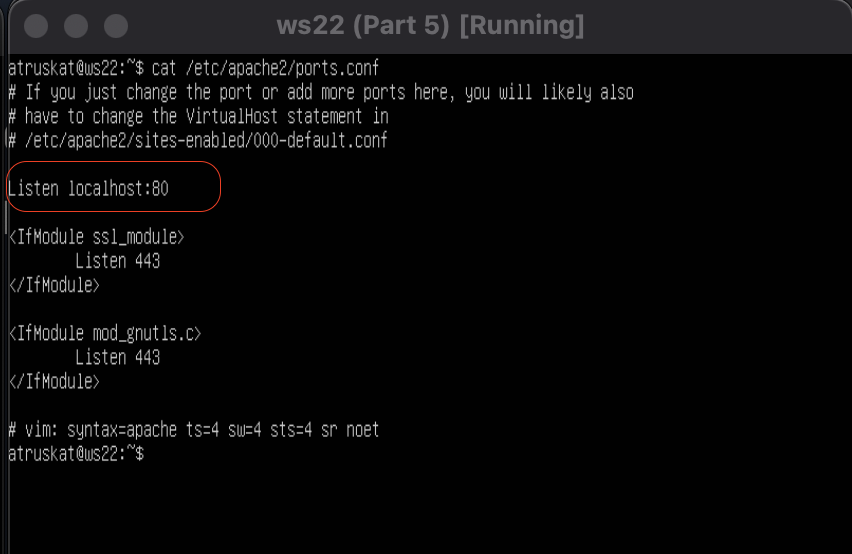 ws22 (Part 5) [Running]
atruskat@ws22:~$ cat /etc/apache2/ports.conf
# If you just change the port or add more ports here, you will likely also
# have to change the VirtualHost statement in
# /etc/apache2/sites-enabled/000-default.conf
Listen localhost:80
<IfModule ssl_module>
        Listen 443
</IfModule>
<IfModule mod_gnutls.c>
        Listen 443
</IfModule>
# vim: syntax=apache ts=4 sw=4 sts=4 sr noet
atruskat@ws22:~$